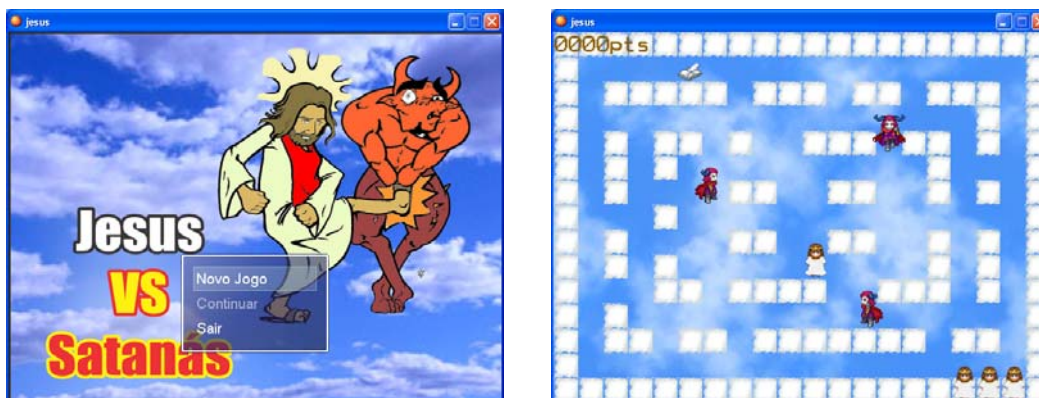 jesus
Jesus
vs
Satanás
Novo Jogo
Continuar
Sair
jesus
0000pts